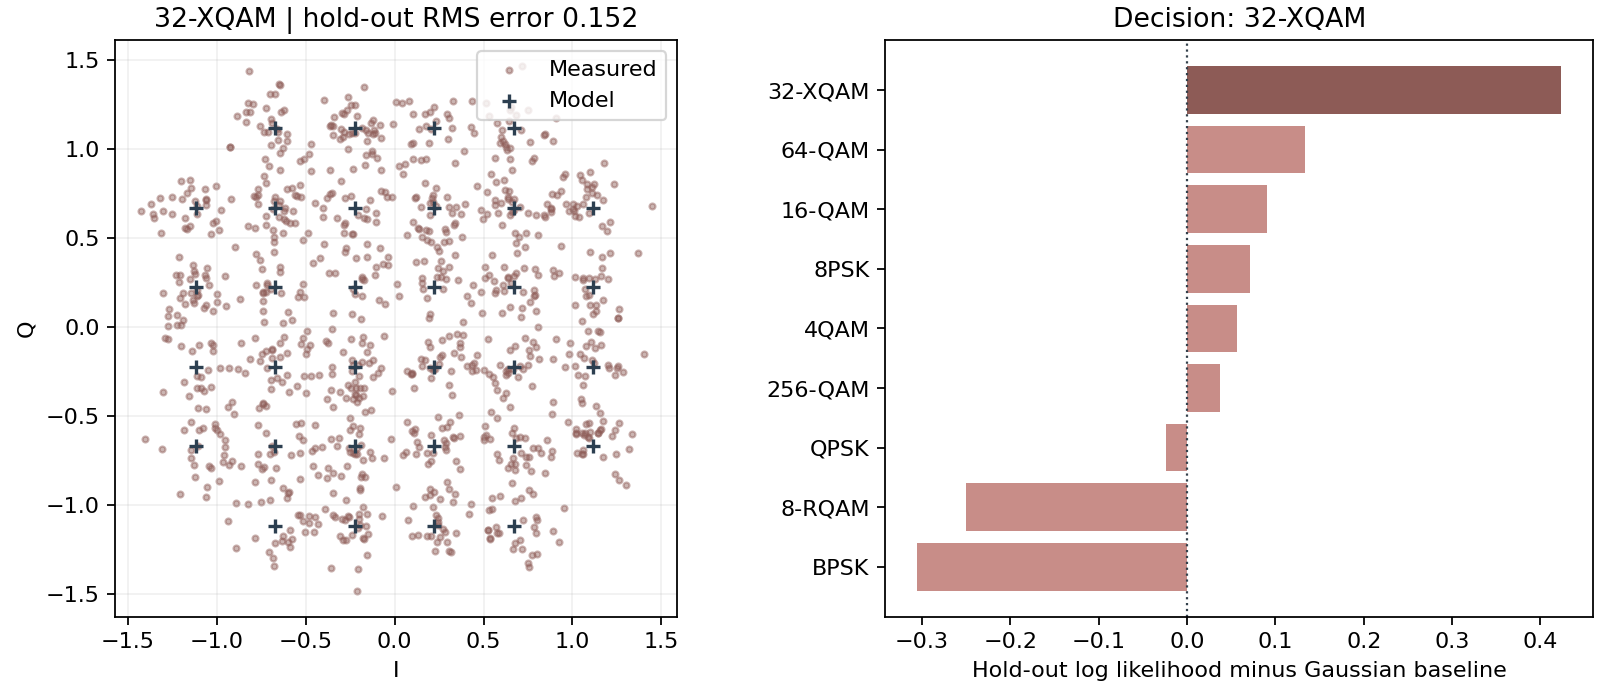 32-XQAM | hold-out RMS error 0.152
Measured
Model
1.5
1.0
0.5
0.0
−0.5
−1.0
−1.5
Q
−1.5
−1.0
−0.5
0.0
0.5
1.0
1.5
I
Decision: 32-XQAM
32-XQAM
64-QAM
16-QAM
8PSK
4QAM
256-QAM
QPSK
8-RQAM
BPSK
−0.3
−0.2
−0.1
0.0
0.1
0.2
0.3
0.4
Hold-out log likelihood minus Gaussian baseline